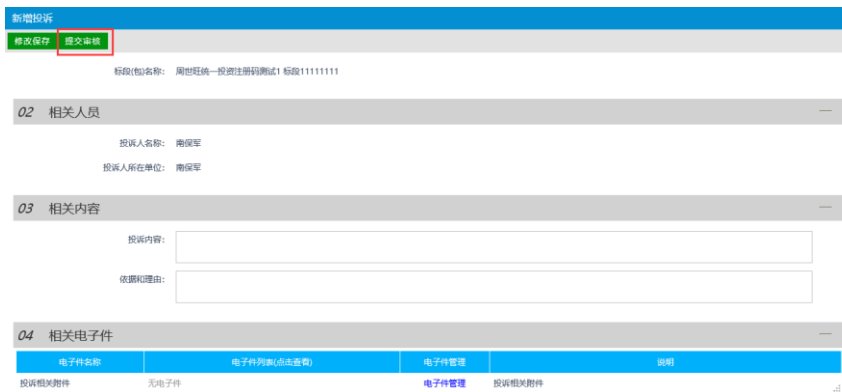 新增投诉
修改保存 提交审核
标段(包)名称： 周世旺统一投资注册码测试1 标段11111111
02 相关人员
投诉人名称： 南保军
投诉人所在单位： 南保军
03 相关内容
投诉内容：
依据和理由：
04 相关电子件
电子件名称 电子件列表(点击查看) 电子件管理 说明
投诉相关附件 无电子件 电子件管理 投诉相关附件